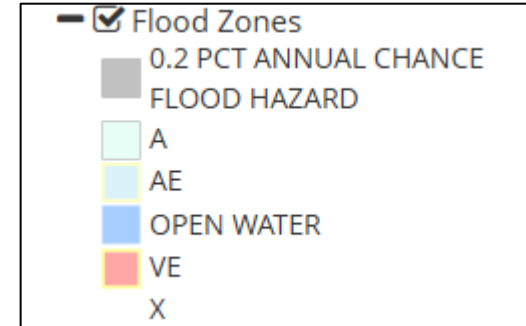 Flood Zones
0.2 PCT ANNUAL CHANCE
FLOOD HAZARD
A
AE
OPEN WATER
VE
X